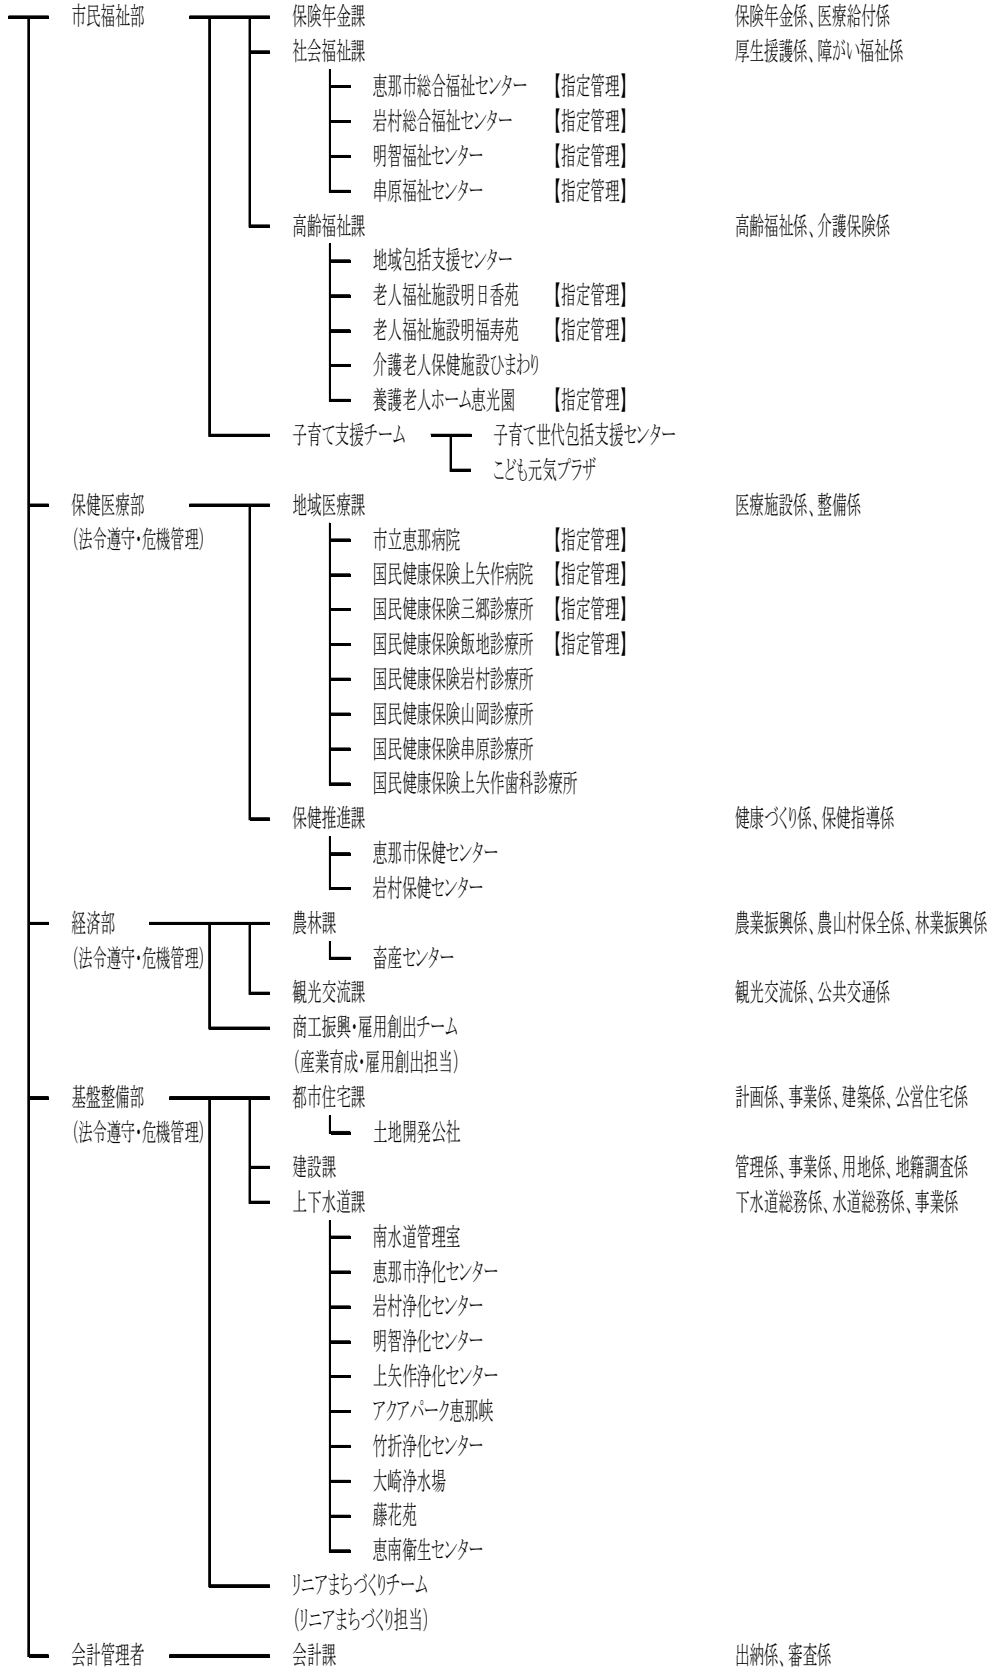 市民福祉部 保険年金課 保険年金係、医療給付係
社会福祉課 厚生援護係、障がい福祉係
恵那市総合福祉センター 【指定管理】
岩村総合福祉センター 【指定管理】
明智福祉センター 【指定管理】
串原福祉センター 【指定管理】
高齢福祉課 高齢福祉係、介護保険係
地域包括支援センター
老人福祉施設明日香苑 【指定管理】
老人福祉施設明福寿苑 【指定管理】
介護老人保健施設ひまわり
養護老人ホーム恵光園 【指定管理】
子育て支援チーム 子育て世代包括支援センター
こども元気プラザ
保健医療部 地域医療課 医療施設係、整備係
(法令遵守・危機管理) 市立恵那病院 【指定管理】
国民健康保険上矢作病院 【指定管理】
国民健康保険三郷診療所 【指定管理】
国民健康保険飯地診療所 【指定管理】
国民健康保険岩村診療所
国民健康保険山岡診療所
国民健康保険串原診療所
国民健康保険上矢作歯科診療所
保健推進課 健康づくり係、保健指導係
恵那市保健センター
岩村保健センター
経済部 農林課 農業振興係、農山村保全係、林業振興係
(法令遵守・危機管理) 畜産センター
観光交流課 観光交流係、公共交通係
商工振興・雇用創出チーム
(産業育成・雇用創出担当)
基盤整備部 都市住宅課 計画係、事業係、建築係、公営住宅係
(法令遵守・危機管理) 土地開発公社
建設課 管理係、事業係、用地係、地籍調査係
上下水道課 下水道総務係、水道総務係、事業係
南水道管理室
恵那市浄化センター
岩村浄化センター
明智浄化センター
上矢作浄化センター
アクアパーク恵那峡
竹折浄化センター
大崎浄水場
藤花苑
恵南衛生センター
リニアまちづくりチーム
(リニアまちづくり担当)
会計管理者 会計課 出納係、審査係